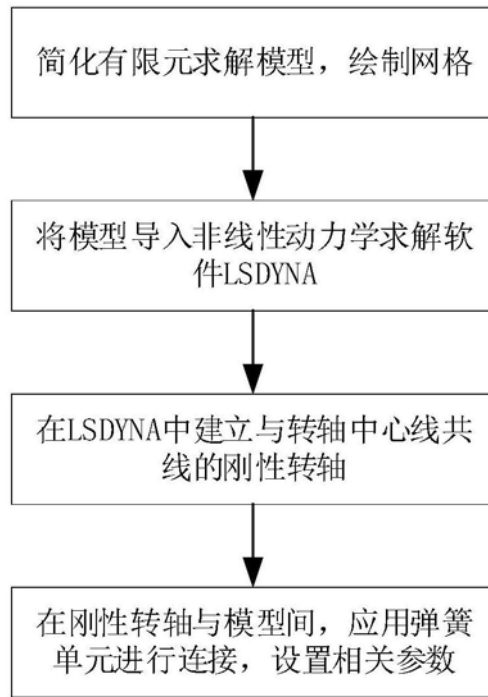 简化有限元求解模型，绘制网格
将模型导入非线性动力学求解软
件LSDYNA
在LSDYNA中建立与转轴中心线共
线的刚性转轴
在刚性转轴与模型间，应用弹簧
单元进行连接，设置相关参数